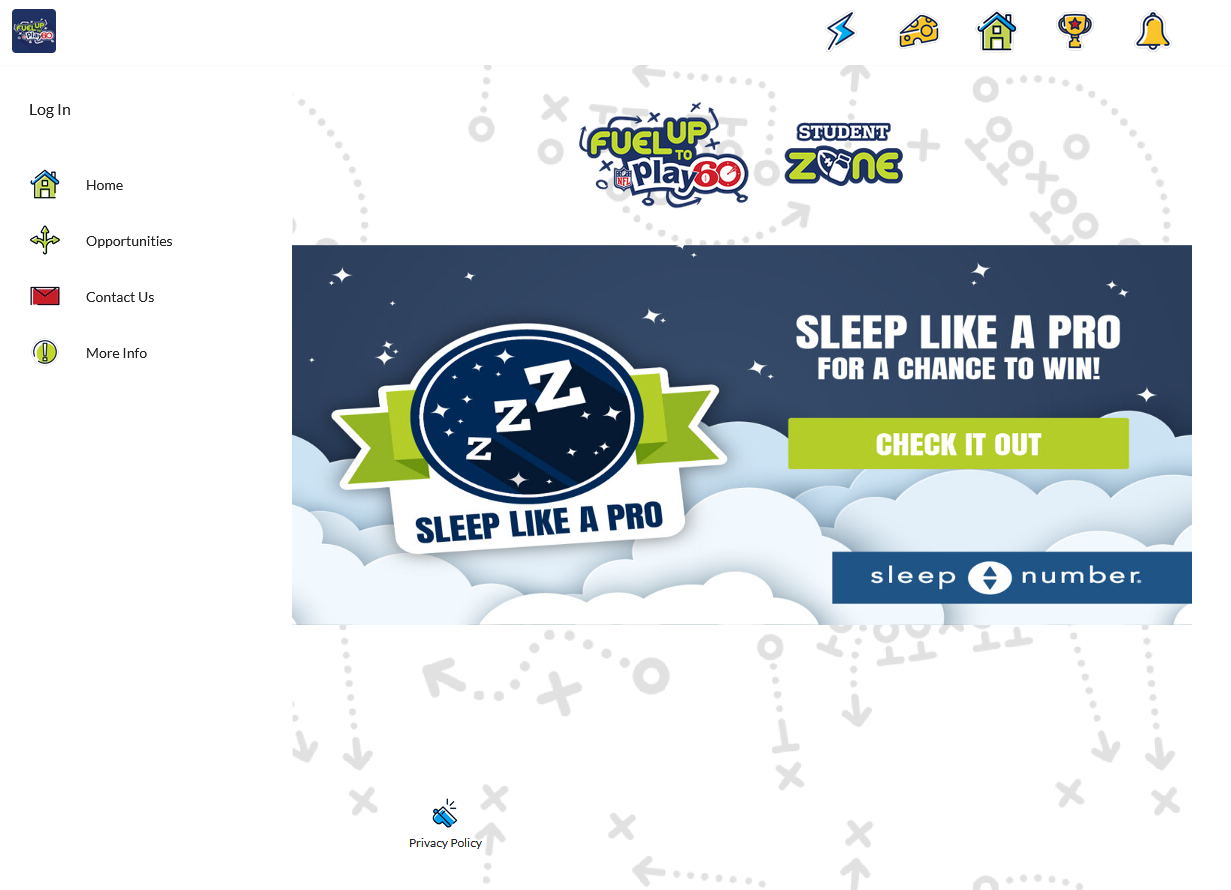 FUEL UP
TO
Play 60
NFL
Log In
Home
Opportunities
Contact Us
More Info
FUEL UP
TO
Play 60
NFL
STUDENT
ZONE
z z Z
SLEEP LIKE A PRO
SLEEP LIKE A PRO
FOR A CHANCE TO WIN!
CHECK IT OUT
sleep number®
Privacy Policy